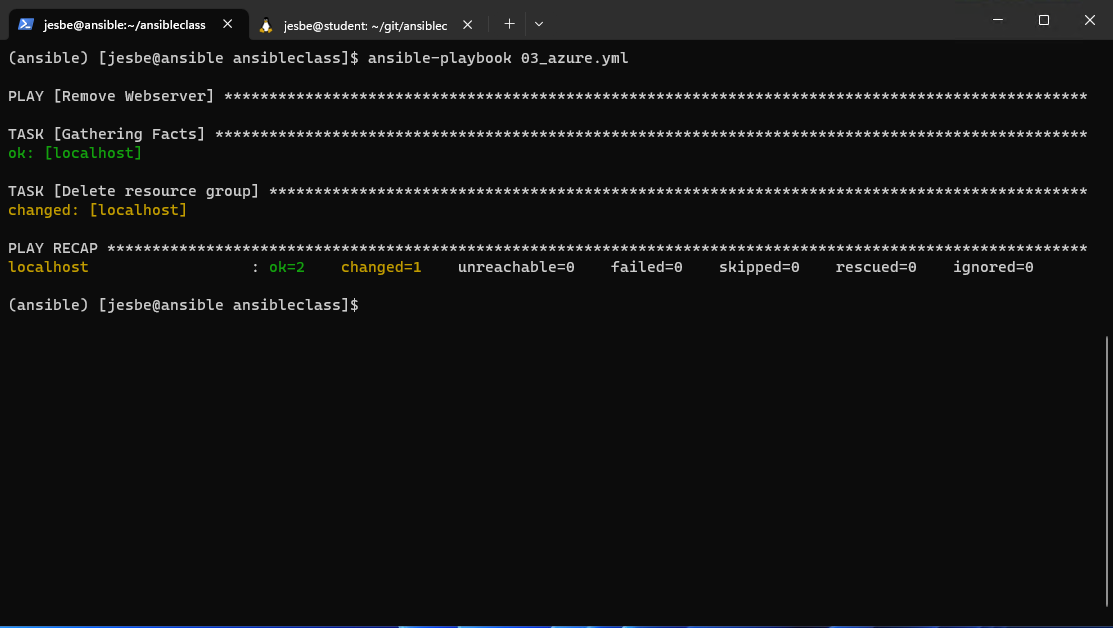 jesbe@ansible:~/ansibleclass
jesbe@student: ~/git/ansiblec
(ansible) [jesbe@ansible ansibleclass]$ ansible-playbook 03_azure.yml
PLAY [Remove Webserver] ************************************************************************************************
TASK [Gathering Facts] *************************************************************************************************
ok: [localhost]
TASK [Delete resource group] *******************************************************************************************
changed: [localhost]
PLAY RECAP *************************************************************************************************************
localhost                  : ok=2    changed=1    unreachable=0    failed=0    skipped=0    rescued=0    ignored=0
(ansible) [jesbe@ansible ansibleclass]$